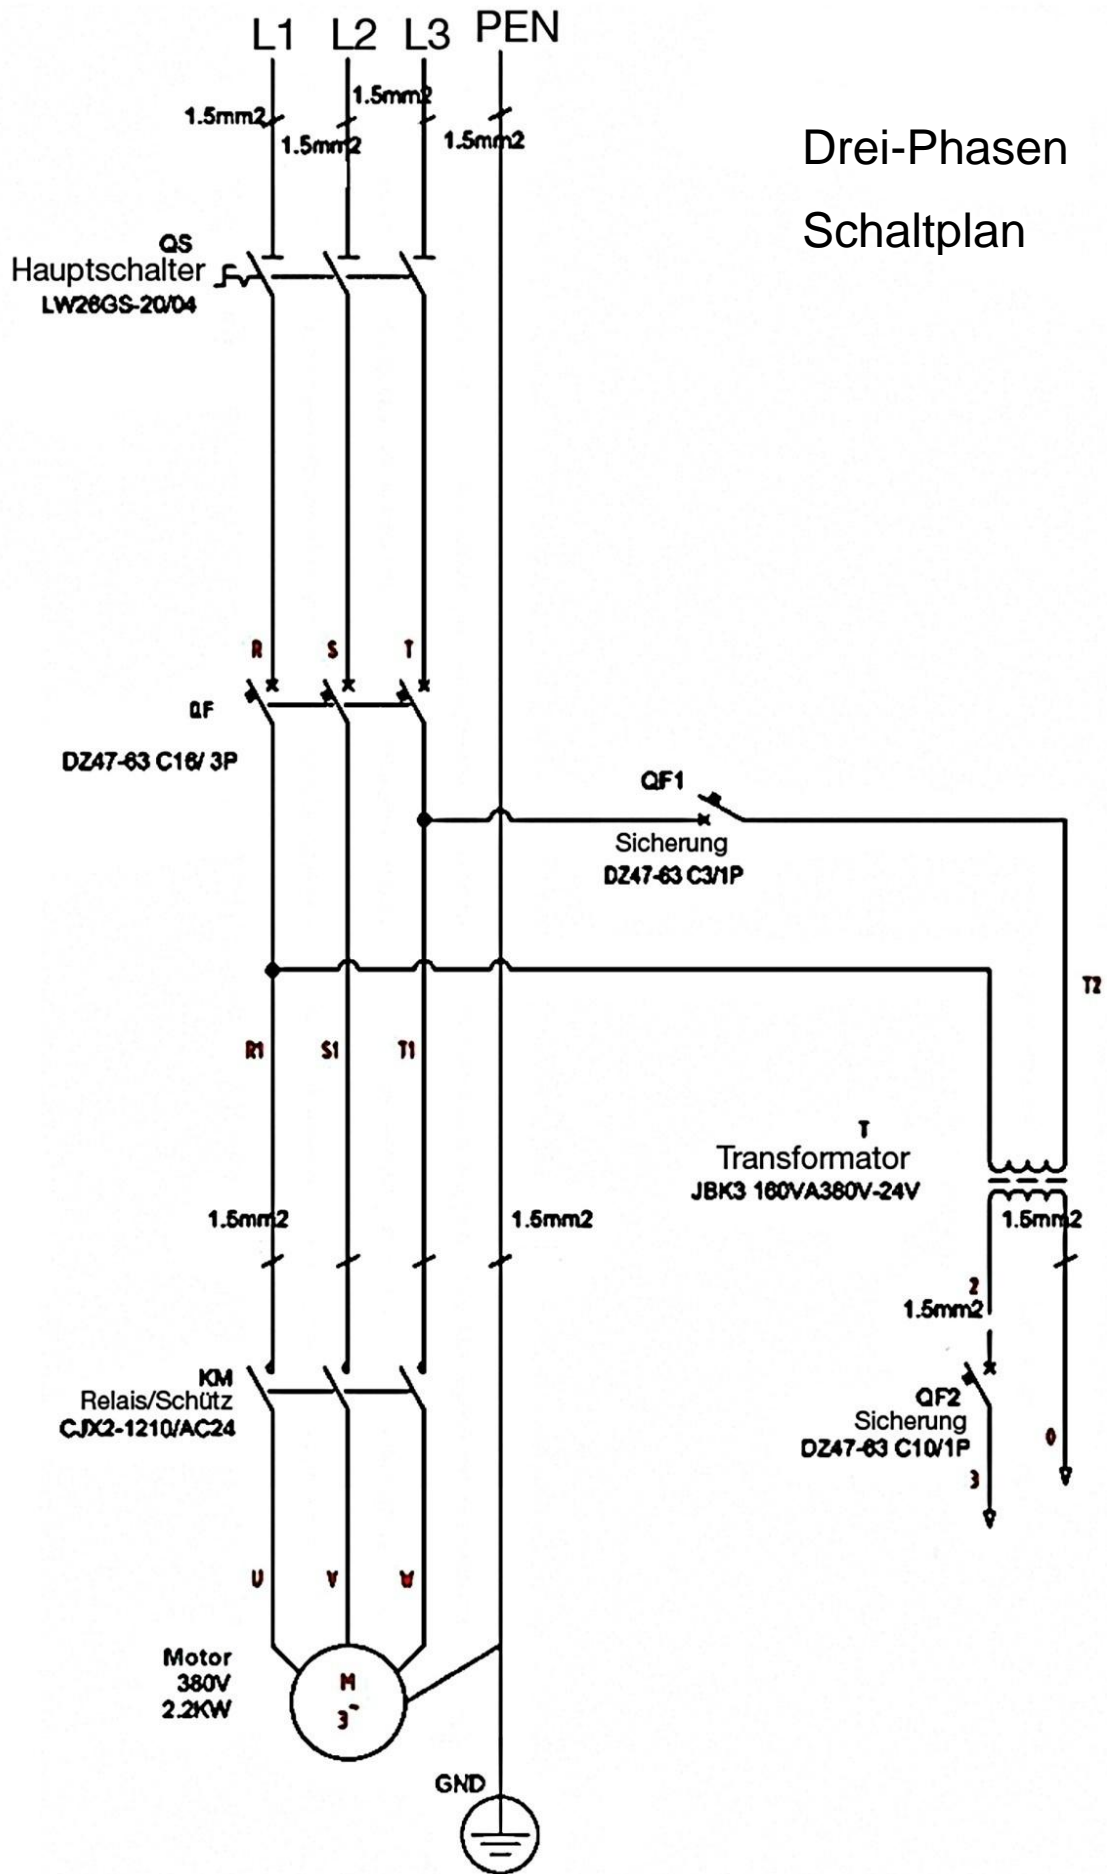 L1 L2 L3 PEN
1.5mm2
1.5mm2
1.5mm2
1.5mm2
Drei-Phasen
Schaltplan
QS
Hauptschalter
LW26GS-20/04
R S T
QF
DZ47-63 C16/ 3P
QF1
Sicherung
DZ47-63 C3/1P
T2
R1 S1 T1
T
Transformator
JBK3 160VA380V-24V
1.5mm2
1.5mm2
1.5mm2
2
1.5mm2
KM
Relais/Schütz
CJX2-1210/AC24
QF2
Sicherung
DZ47-63 C10/1P
0
3
U V W
Motor
380V
2.2KW
M
3~
GND